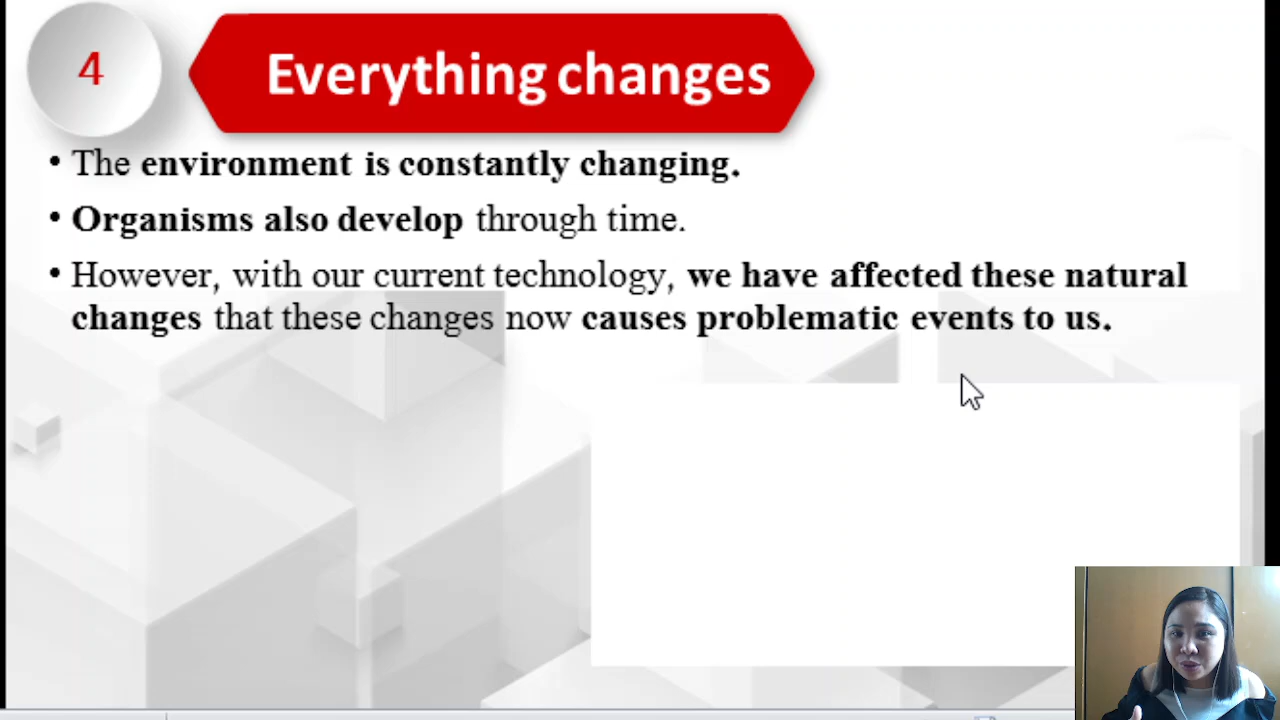 4
Everything changes
• The environment is constantly changing.
• Organisms also develop through time.
• However, with our current technology, we have affected these natural
changes that these changes now causes problematic events to us.